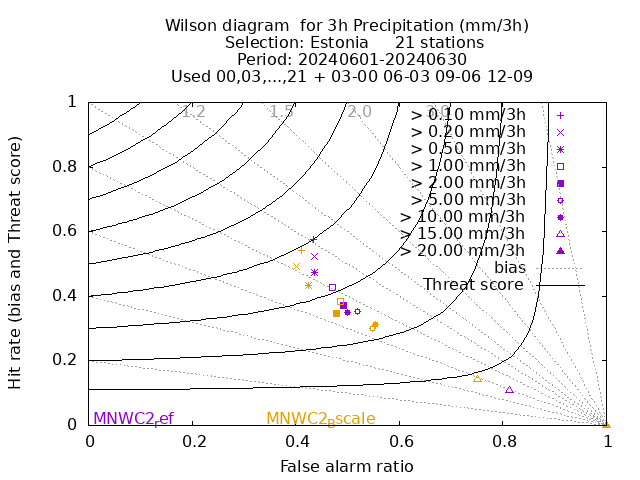 Wilson diagram  for 3h Precipitation (mm/3h)
Selection: Estonia     21 stations
Period: 20240601-20240630
Used 00,03,...,21 + 03-00 06-03 09-06 12-09
1.2 1.5 2.0 3.0
> 0.10 mm/3h
> 0.20 mm/3h
> 0.50 mm/3h
> 1.00 mm/3h
> 2.00 mm/3h
> 5.00 mm/3h
> 10.00 mm/3h
> 15.00 mm/3h
> 20.00 mm/3h
bias
Threat score
1
0.8
0.6
0.4
0.2
0
Hit rate (bias and Threat score)
MNWC2ref MNWC2Bscale
0 0.2 0.4 0.6 0.8 1
False alarm ratio